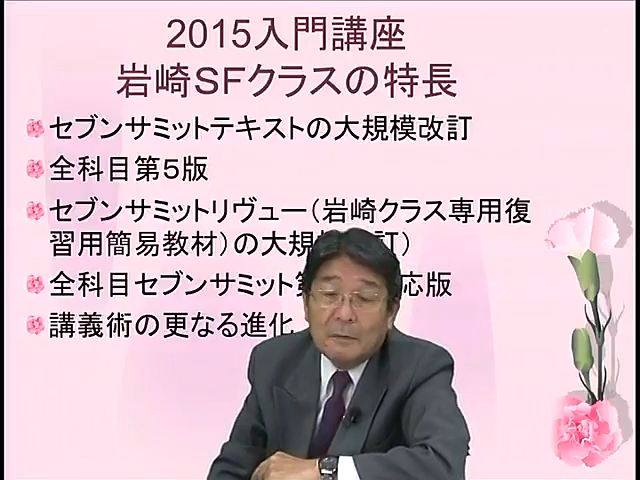 2015入門講座
岩崎SFクラスの特長
セブンサミットテキストの大規模改訂
全科目第5版
セブンサミットリヴュー(岩崎クラス専用復
習用簡易教材)の大規 訂)
全科目セブンサミット第 応版
講義術の更なる進化